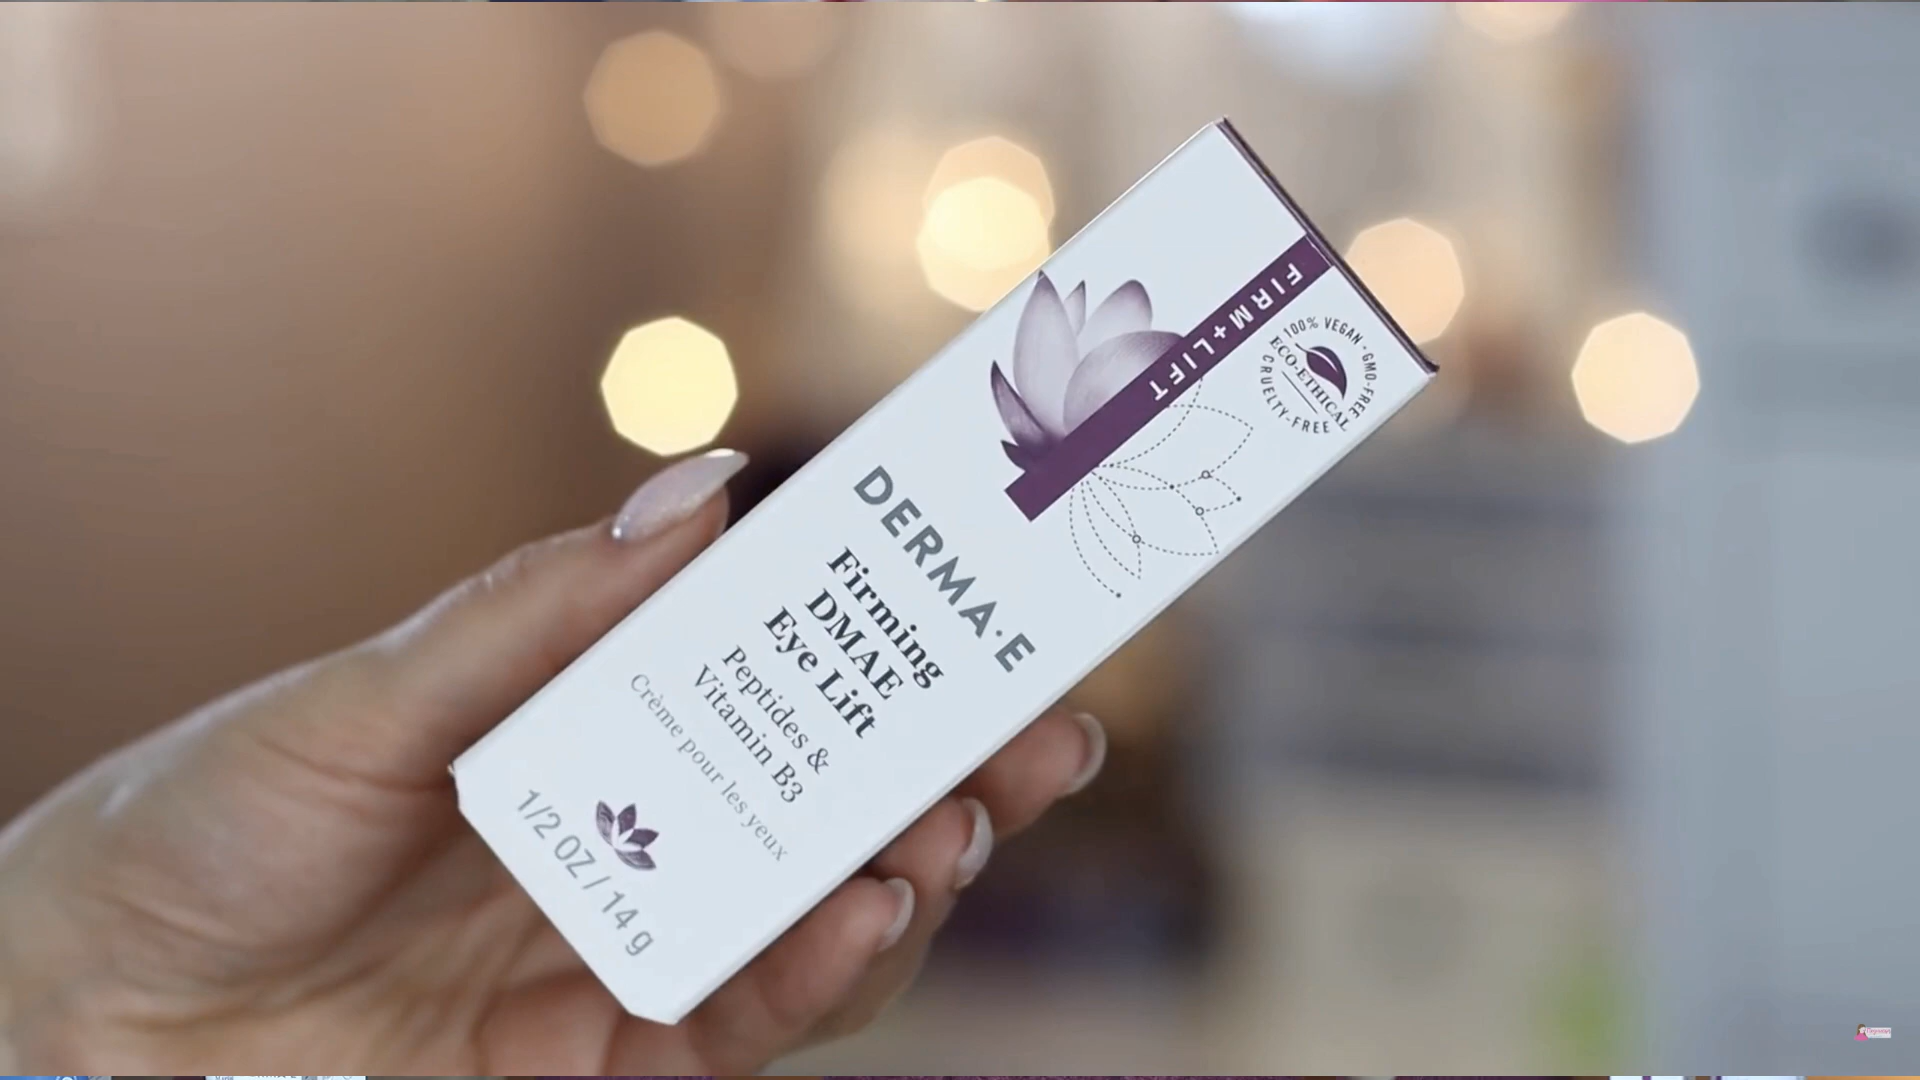 FIRM+LIFT
100% VEGAN • GMO-FREE
ECO-ETHICAL
CRUELTY-FREE
DERMA·E
Firming
DMAE
Eye Lift
Peptides &
Vitamin B3
Crème pour les yeux
1/2 OZ / 14 g